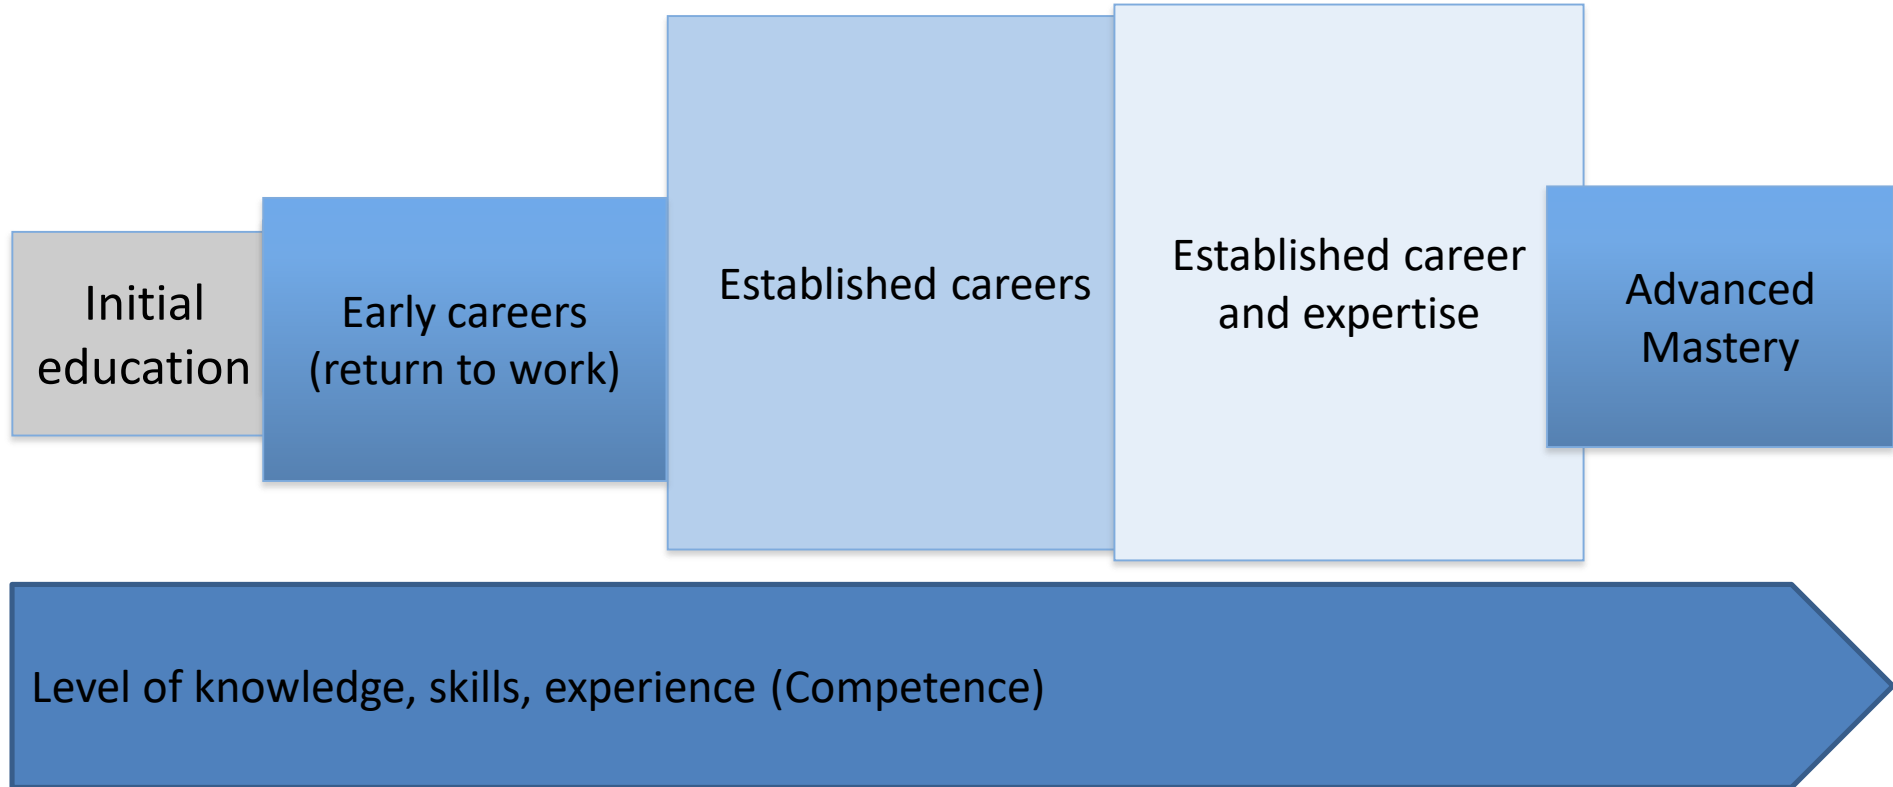 Initial
education
Early careers
(return to work)
Established careers
Established career
and expertise
Advanced
Mastery
Level of knowledge, skills, experience (Competence)